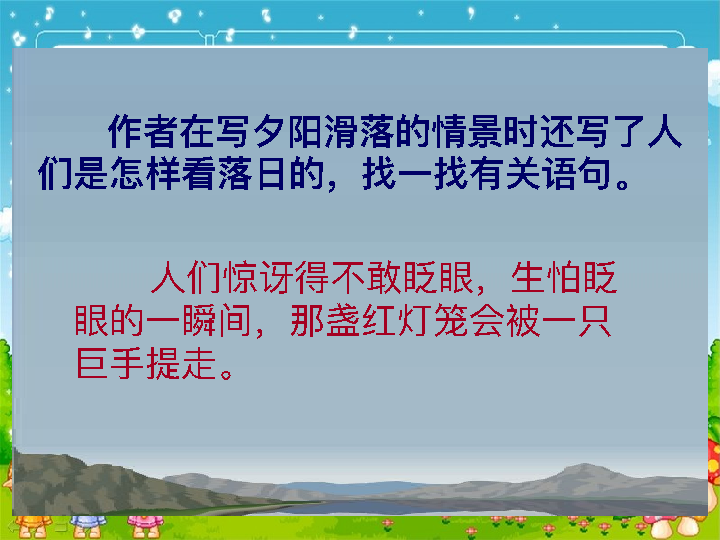 作者在写夕阳滑落的情景时还写了人
们是怎样看落日的，找一找有关语句。
人们惊讶得不敢眨眼，生怕眨
眼的一瞬间，那盏红灯笼会被一只
巨手提走。